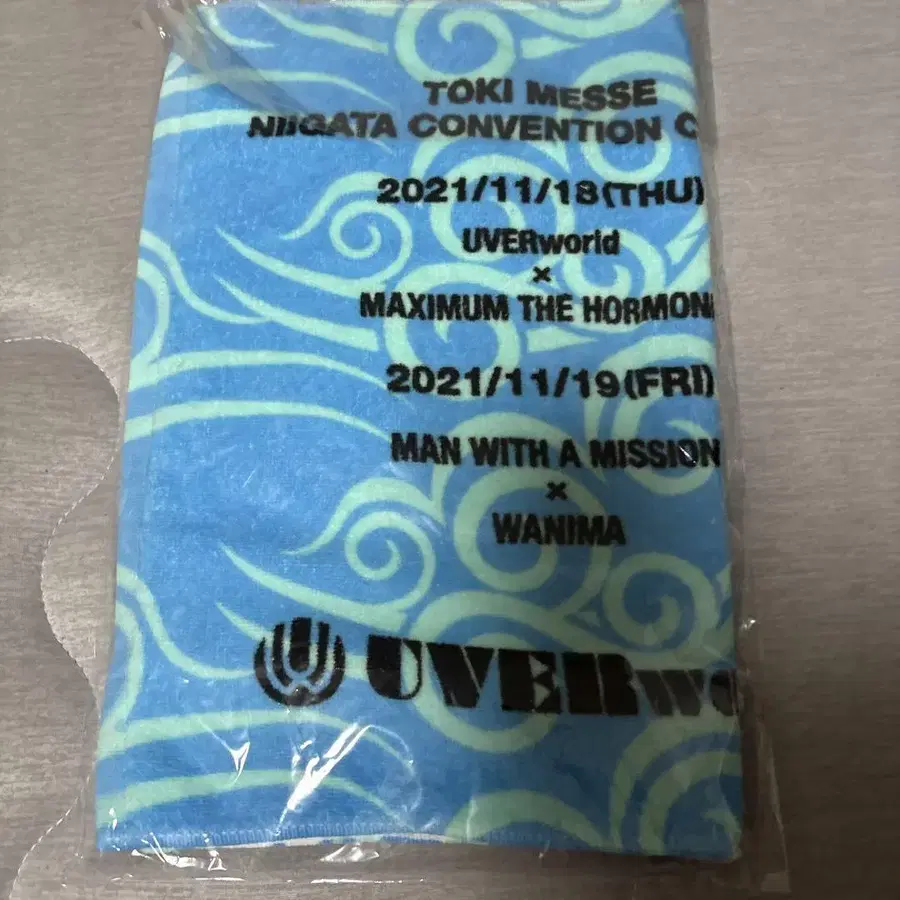 TOKI MESSE
NIIGATA CONVENTION C
2021/11/18(THU)
UVERworld
×
MAXIMUM THE HORMON
2021/11/19(FRI)
MAN WITH A MISSION
×
WANIMA
UVERwo